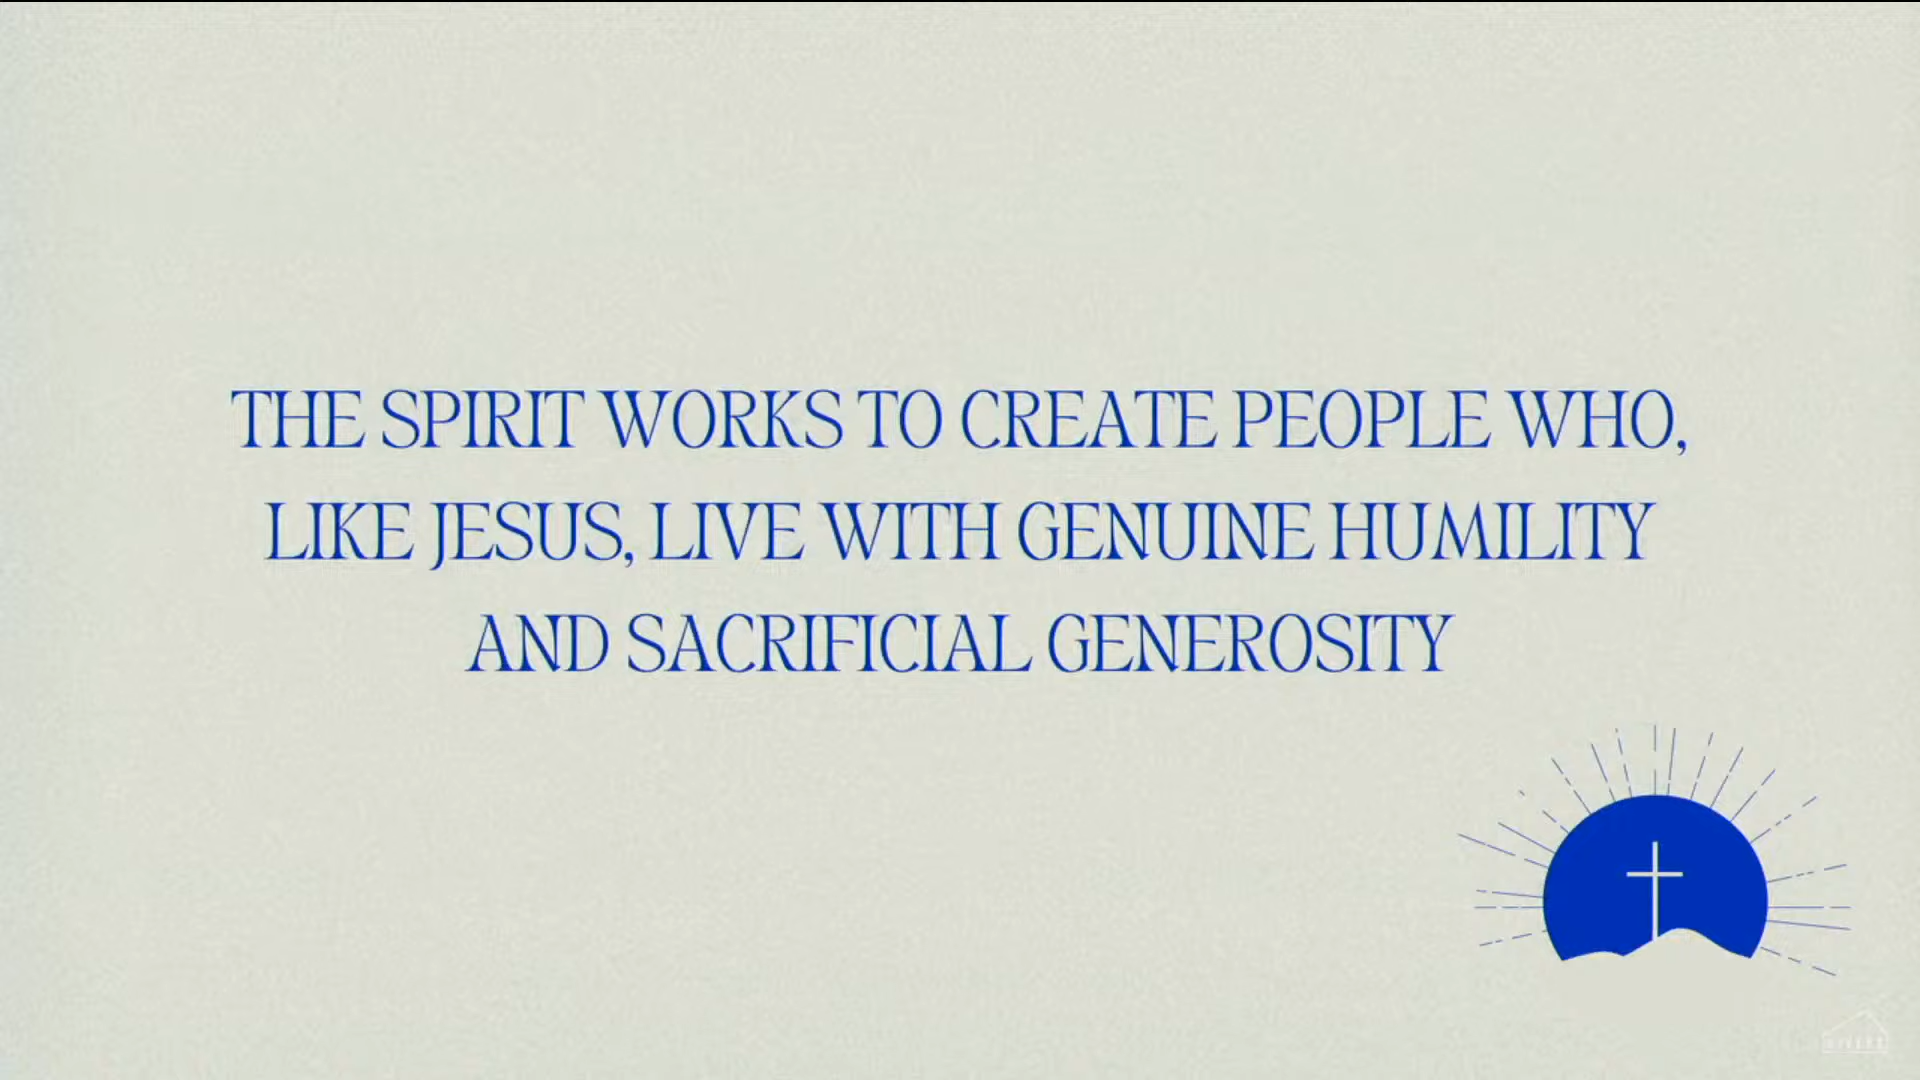 THE SPIRIT WORKS TO CREATE PEOPLE WHO,
LIKE JESUS, LIVE WITH GENUINE HUMILITY
AND SACRIFICIAL GENEROSITY